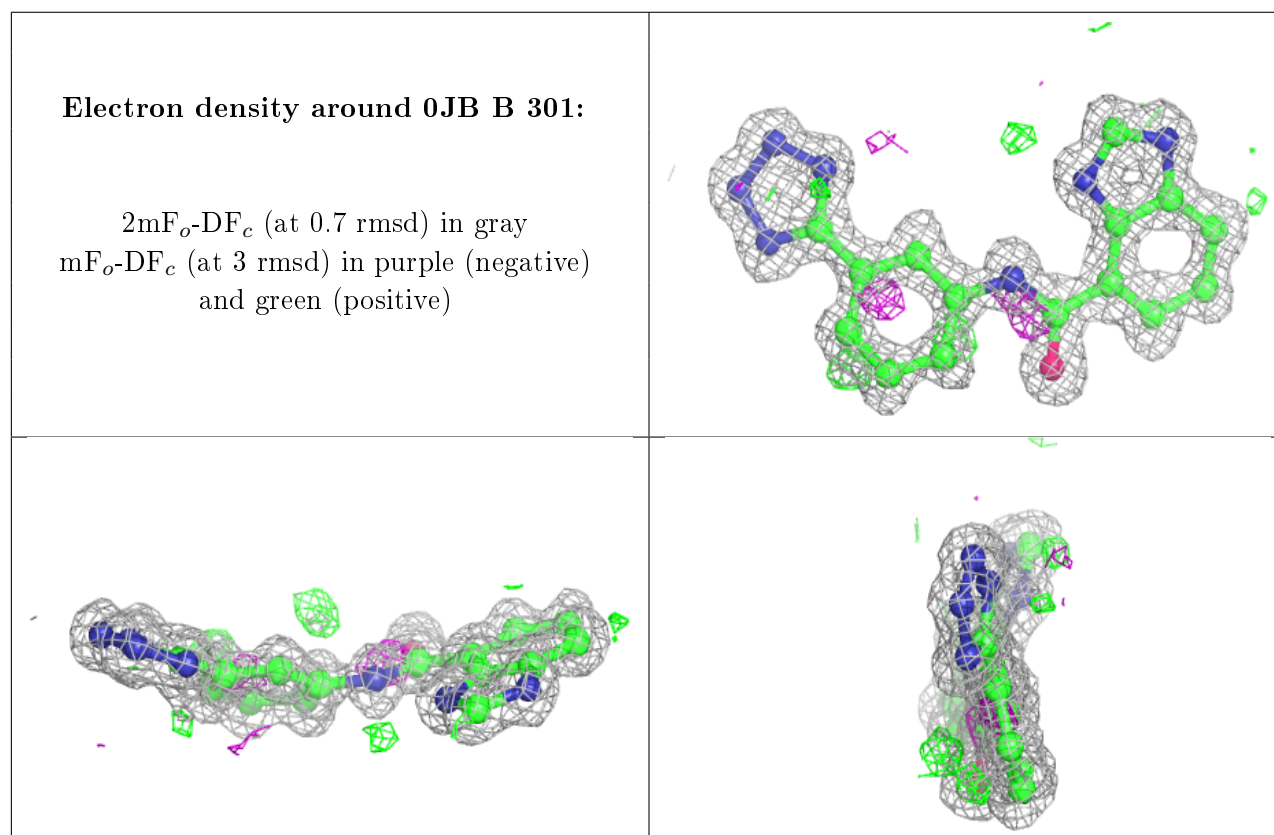 Electron density around 0JB B 301:
2mFₒ-DF𝒸 (at 0.7 rmsd) in gray
mFₒ-DF𝒸 (at 3 rmsd) in purple (negative)
and green (positive)